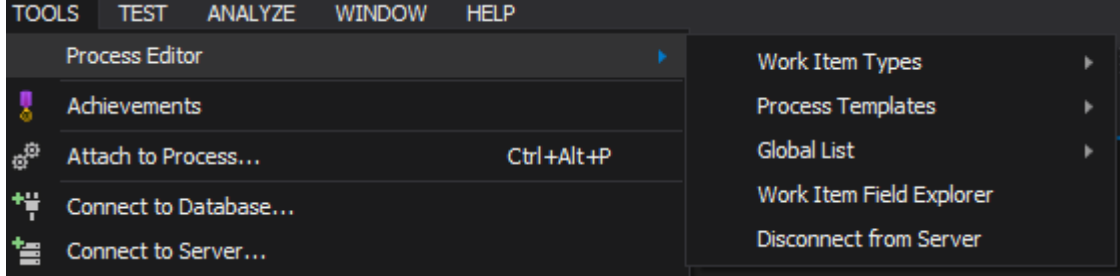 TOOLS TEST ANALYZE WINDOW HELP
Process Editor
Achievements
Attach to Process... Ctrl+Alt+P
Connect to Database...
Connect to Server...
Work Item Types
Process Templates
Global List
Work Item Field Explorer
Disconnect from Server